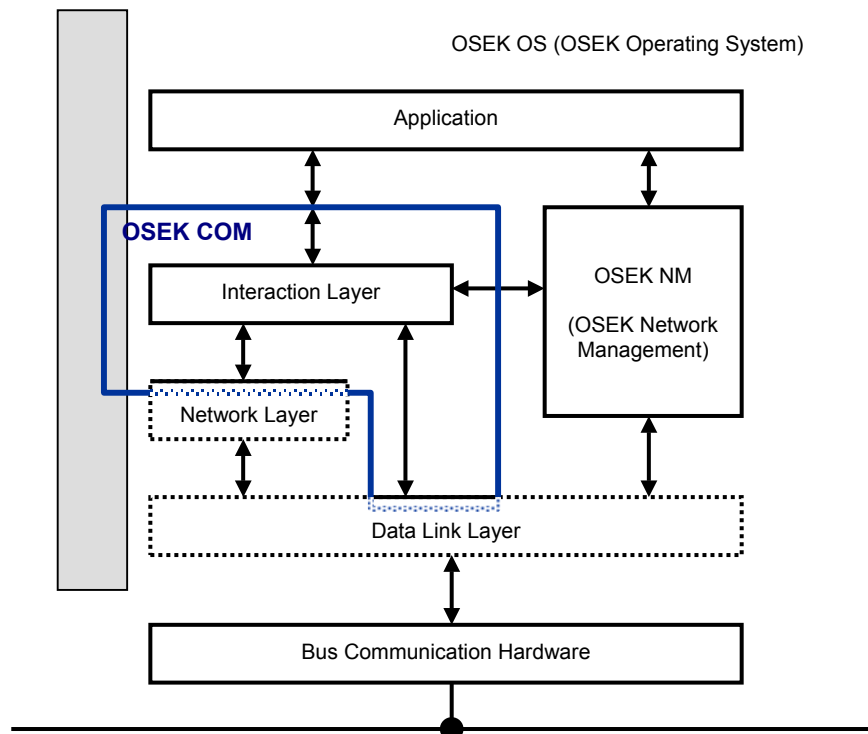 OSEK OS (OSEK Operating System)
Application
OSEK COM
Interaction Layer
OSEK NM
(OSEK Network
Management)
Network Layer
Data Link Layer
Bus Communication Hardware